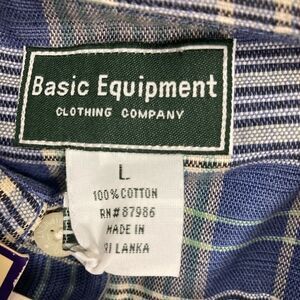 Basic Equipment
CLOTHING COMPANY
L
100% COTTON
RN# 87986
MADE IN
RI LANKA